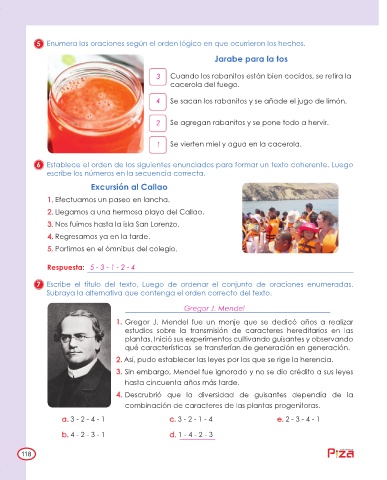 5 Enumera las oraciones según el orden lógico en que ocurrieron los hechos.
Jarabe para la tos
3 Cuando los rabanitos están bien cocidos, se retira la
cacerola del fuego.
4 Se sacan los rabanitos y se añade el jugo de limón.
2 Se agregan rabanitos y se pone todo a hervir.
1 Se vierten miel y agua en la cacerola.
6 Establece el orden de los siguientes enunciados para formar un texto coherente. Luego
escribe los números en la secuencia correcta.
Excursión al Callao
1. Efectuamos un paseo en lancha.
2. Llegamos a una hermosa playa del Callao.
3. Nos fuimos hasta la isla San Lorenzo.
4. Regresamos ya en la tarde.
5. Partimos en el ómnibus del colegio.
Respuesta: 5 - 3 - 1 - 2 - 4
7 Escribe el título del texto. Luego de ordenar el conjunto de oraciones enumeradas.
Subraya la alternativa que contenga el orden correcto del texto.
Gregor J. Mendel
1. Gregor J. Mendel fue un monje que se dedicó años a realizar
estudios sobre la transmisión de caracteres hereditarios en las
plantas. Inició sus experimentos cultivando guisantes y observando
qué características se transferían de generación en generación.
2. Así, pudo establecer las leyes por las que se rige la herencia.
3. Sin embargo, Mendel fue ignorado y no se dio crédito a sus leyes
hasta cincuenta años más tarde.
4. Descrubrió que la diversidad de guisantes dependía de la
combinación de caracteres de las plantas progenitoras.
a. 3 - 2 - 4 - 1 c. 3 - 2 - 1 - 4 e. 2 - 3 - 4 - 1
b. 4 - 2 - 3 - 1 d. 1 - 4 - 2 - 3
118